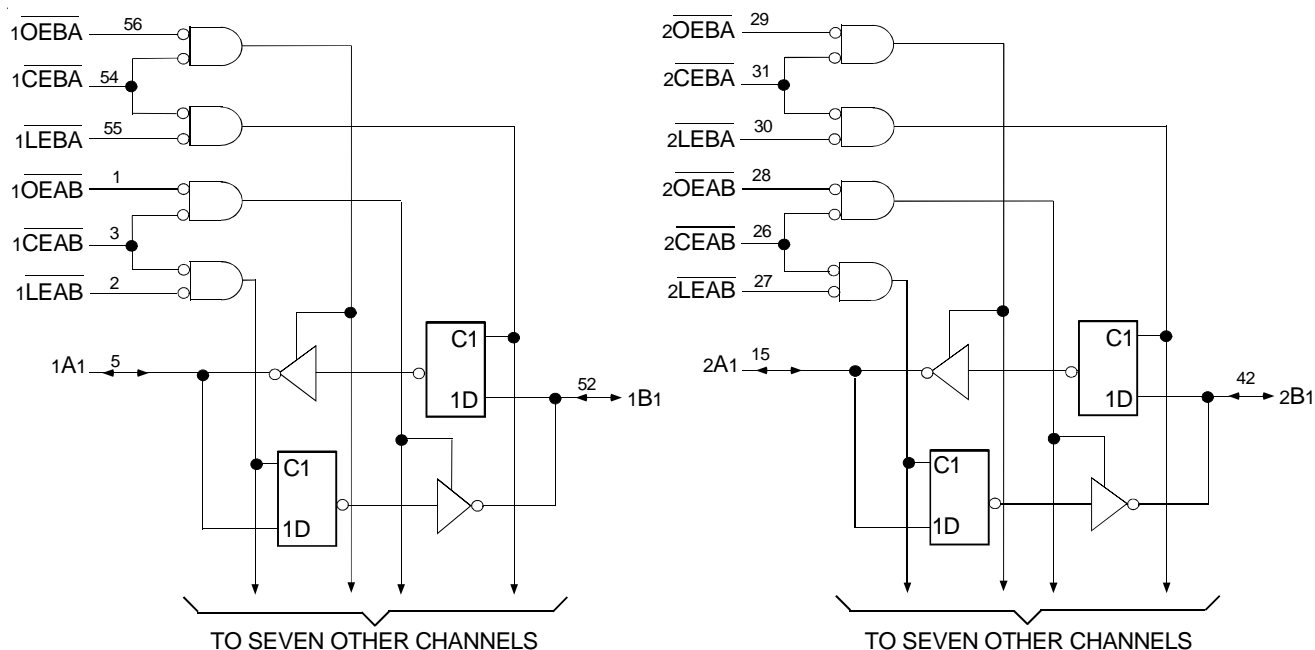 1OEBA 56
1CEBA 54
1LEBA 55
1OEAB 1
1CEAB 3
1LEAB 2
1A1 5
C1
1D
52 1B1
C1
1D
TO SEVEN OTHER CHANNELS
2OEBA 29
2CEBA 31
2LEBA 30
2OEAB 28
2CEAB 26
2LEAB 27
2A1 15
C1
1D
42 2B1
C1
1D
TO SEVEN OTHER CHANNELS